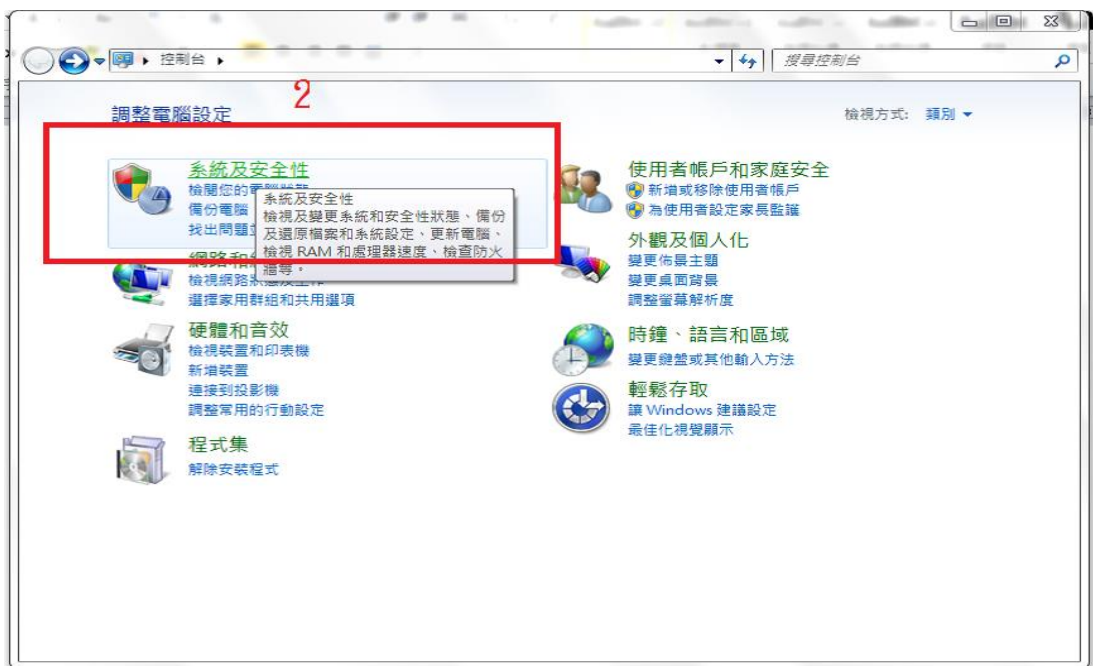 控制台
搜尋控制台
2
調整電腦設定
檢視方式: 類別
系統及安全性
檢閱您的
備份電腦
找出問題
系統及安全性
檢視及變更系統和安全性狀態、備份
及還原檔案和系統設定、更新電腦、
檢視 RAM 和處理器速度、檢查防火
牆等。
網路和
檢視網路
選擇家用群組和共用選項
硬體和音效
檢視裝置和印表機
新增裝置
連接到投影機
調整常用的行動設定
程式集
解除安裝程式
使用者帳戶和家庭安全
新增或移除使用者帳戶
為使用者設定家長監護
外觀及個人化
變更佈景主題
變更桌面背景
調整螢幕解析度
時鐘、語言和區域
變更鍵盤或其他輸入方法
輕鬆存取
讓 Windows 建議設定
最佳化視覺顯示